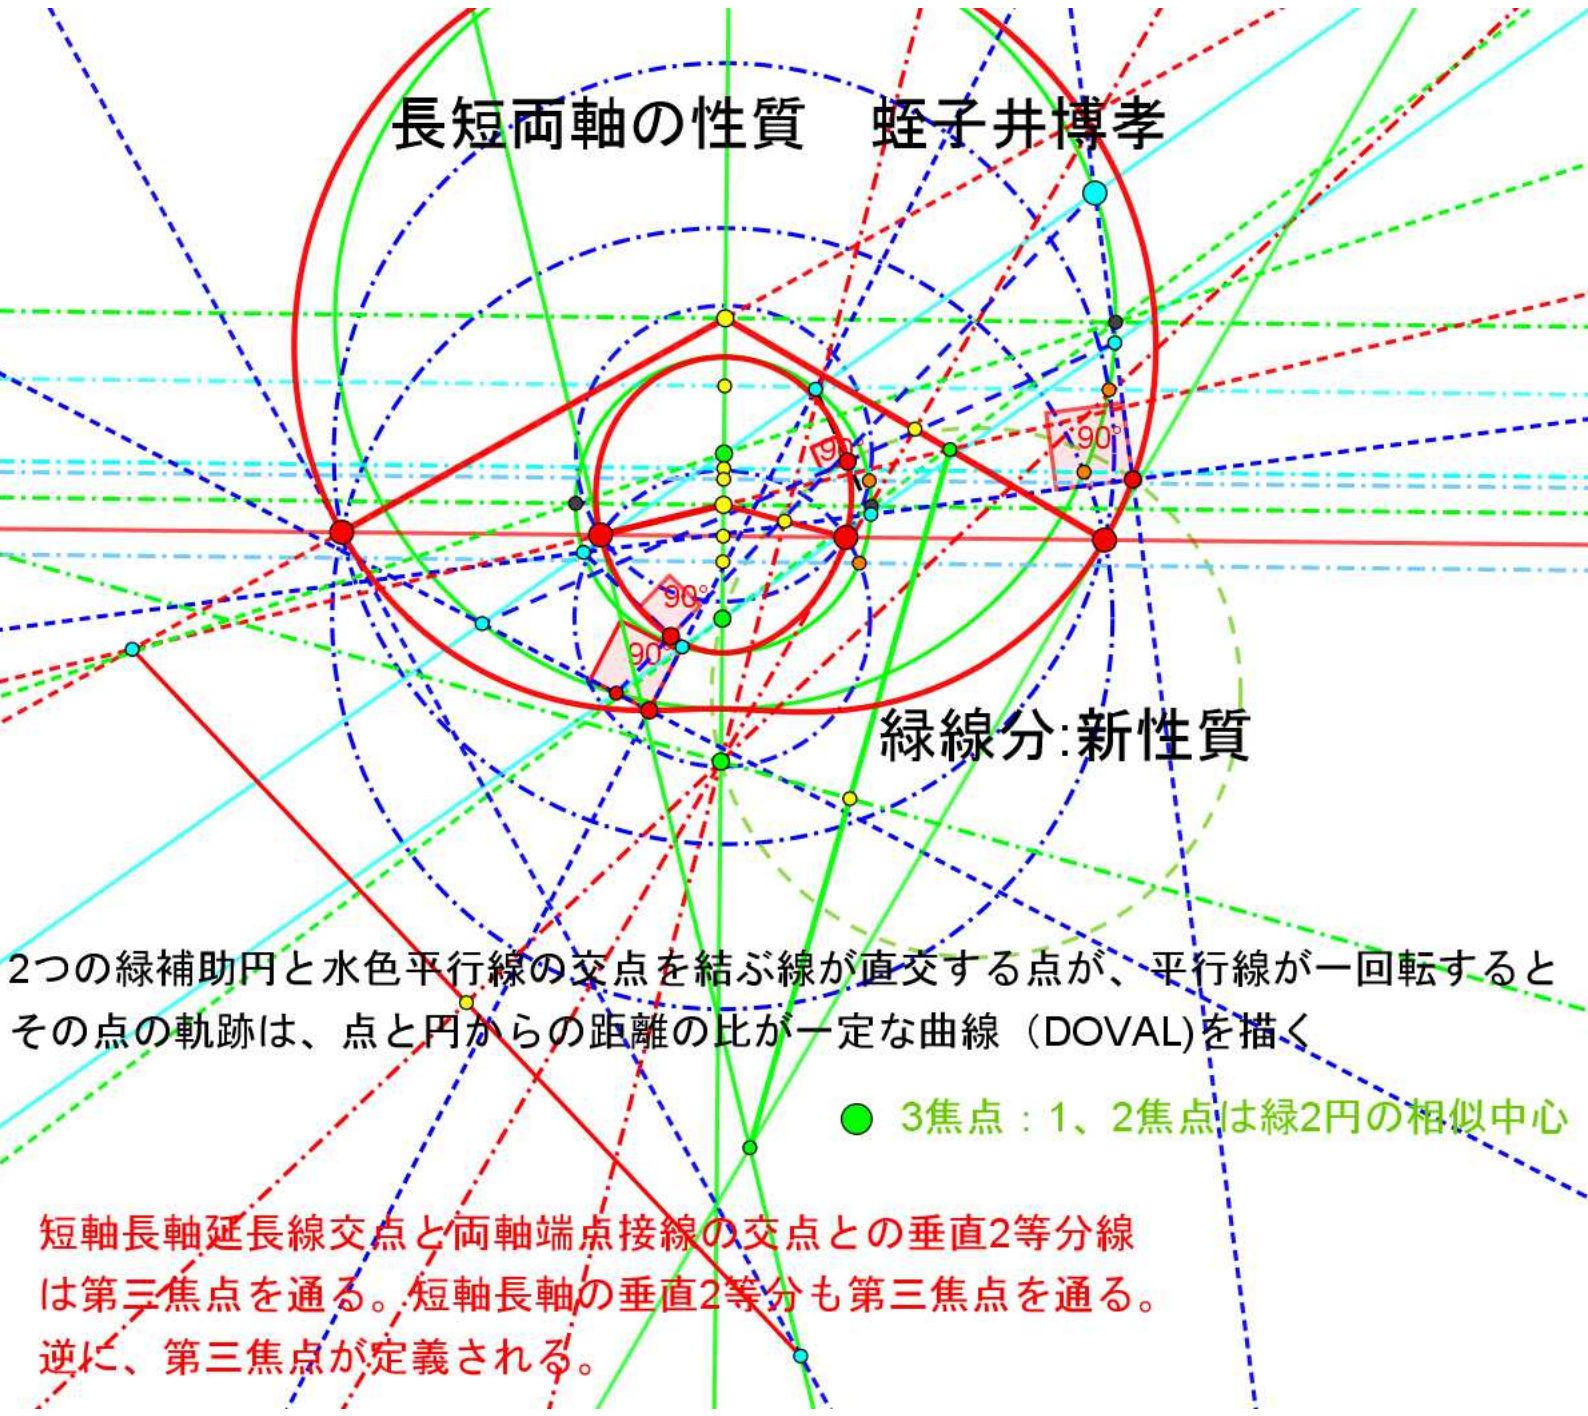 長短両軸の性質　蛭子井博孝
90°
90°
90°
90°
緑線分:新性質
2つの緑補助円と水色平行線の交点を結ぶ線が直交する点が、平行線が一回転すると
その点の軌跡は、点と円からの距離の比が一定な曲線（DOVAL)を描く
3焦点：1、2焦点は緑2円の相似中心
短軸長軸延長線交点と両軸端点接線の交点との垂直2等分線
は第三焦点を通る。短軸長軸の垂直2等分も第三焦点を通る。
逆に、第三焦点が定義される。